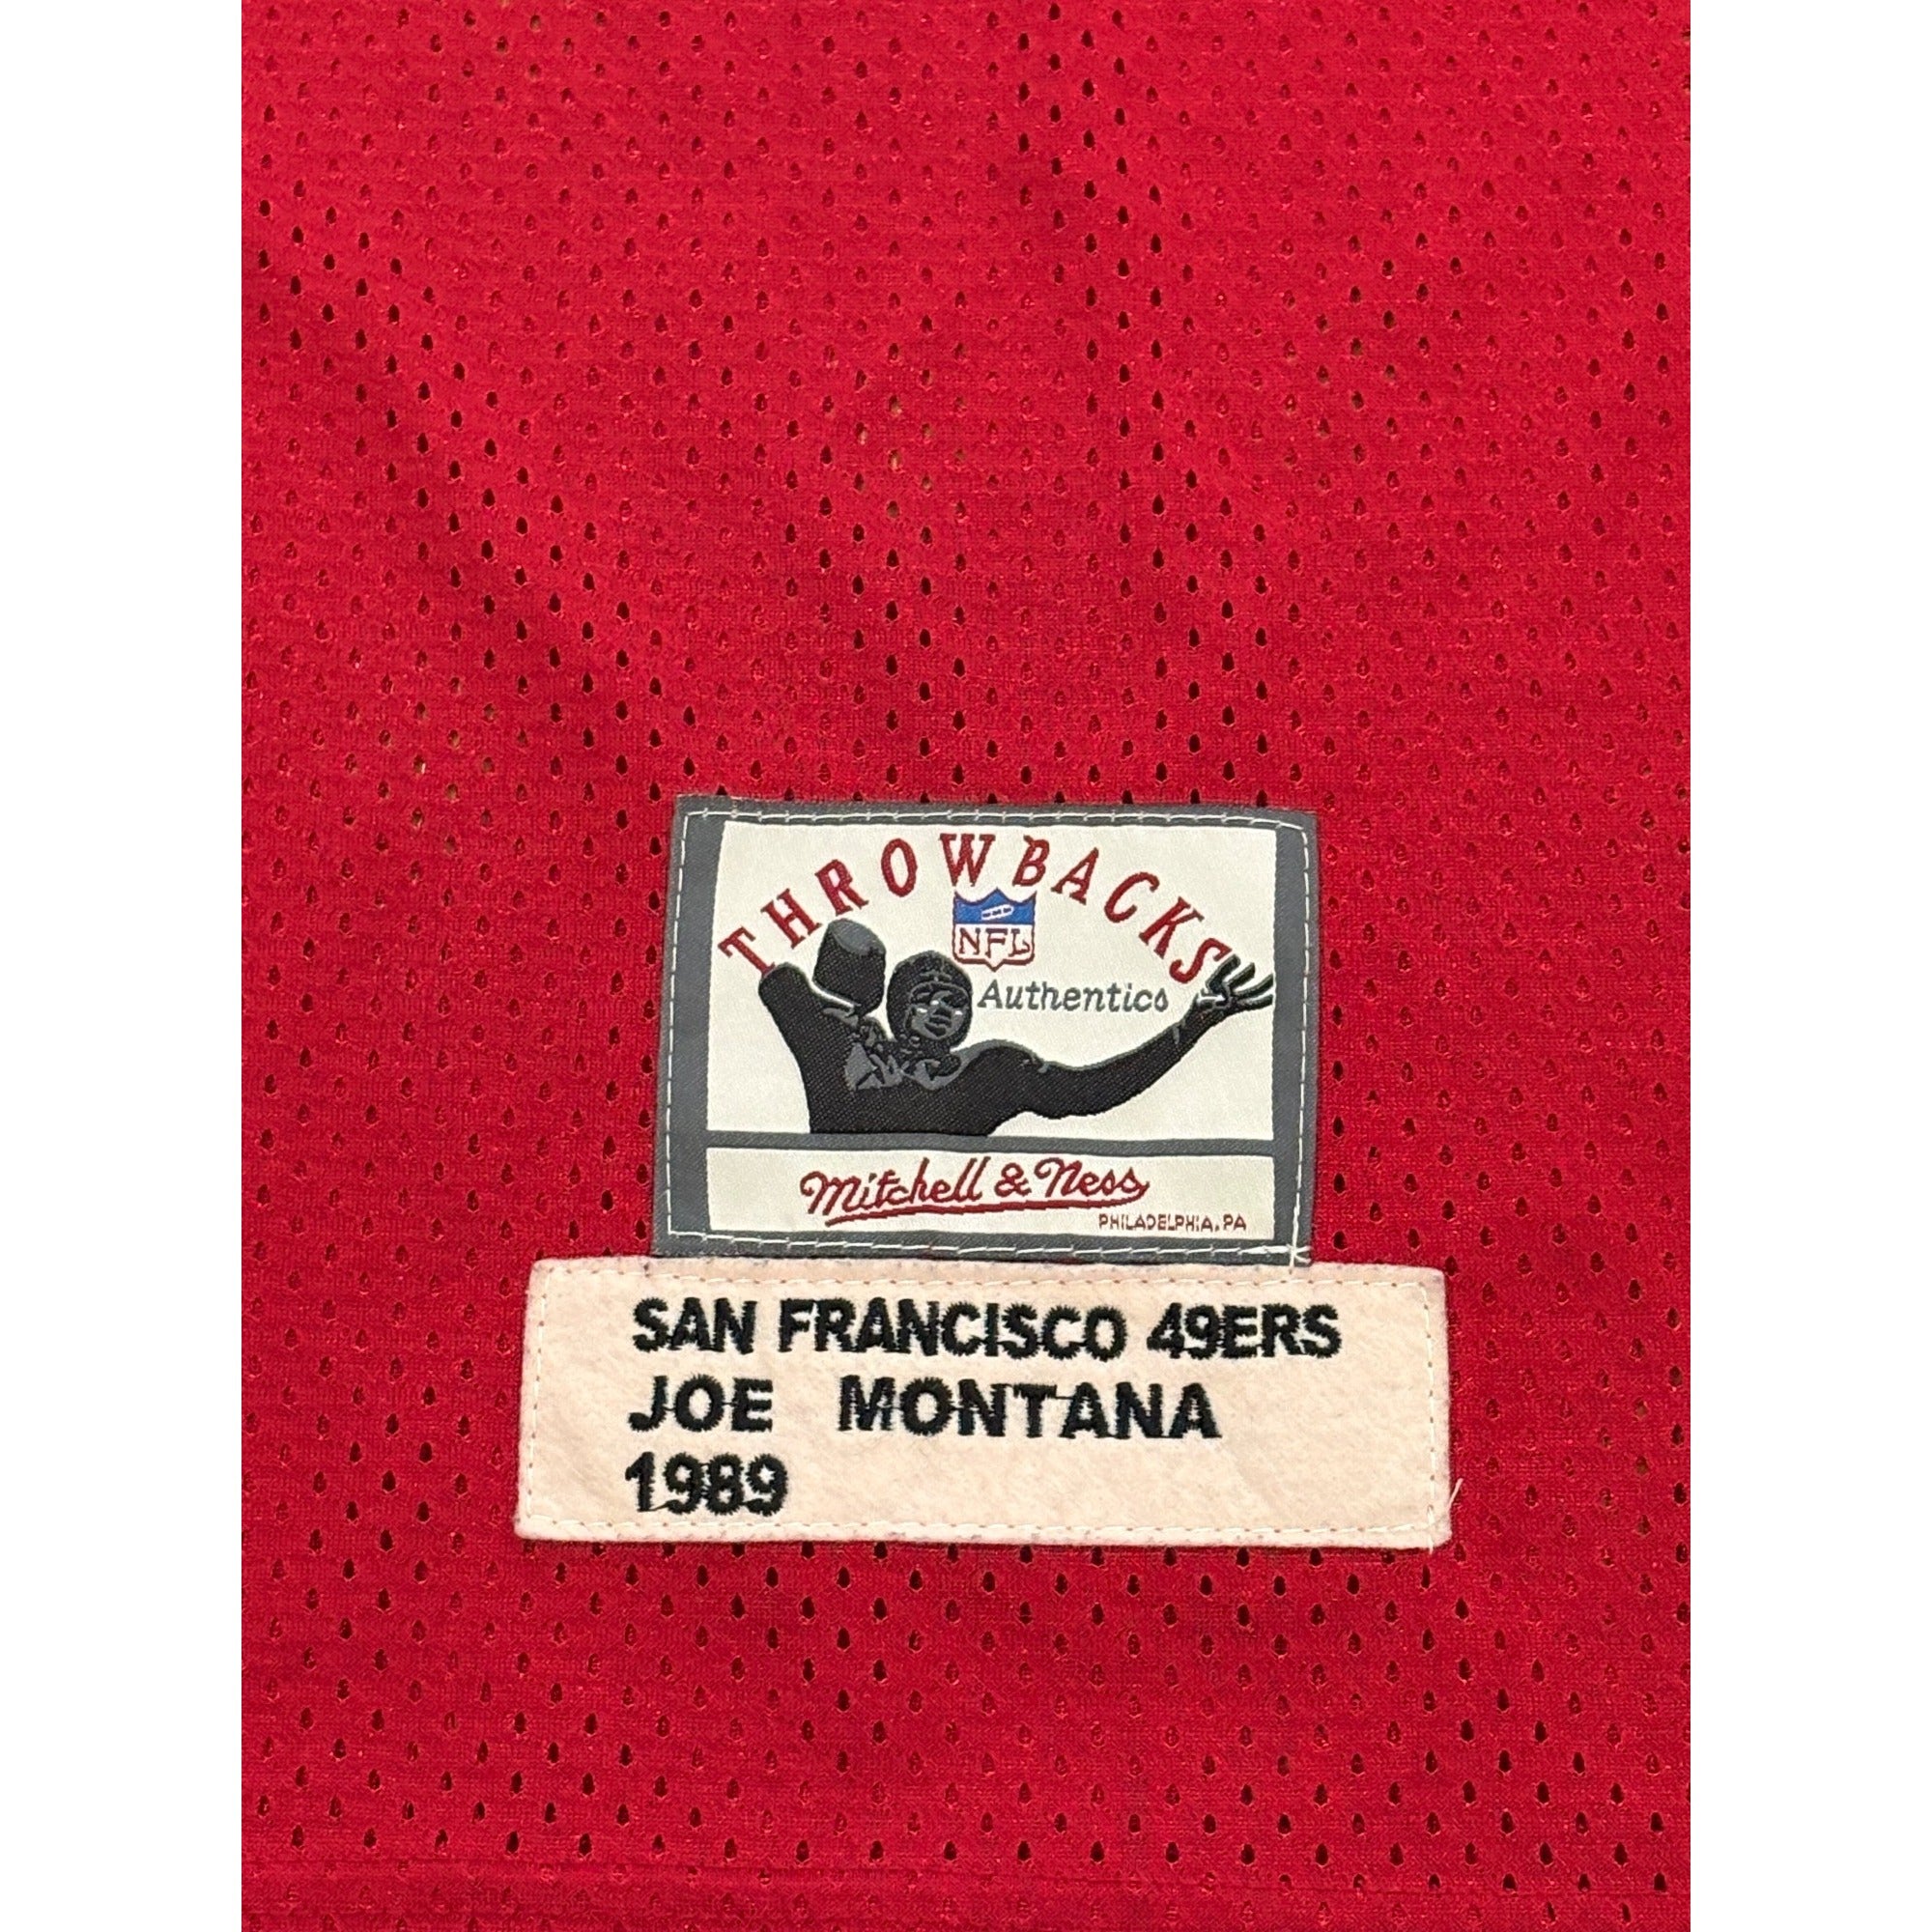 THROWBACKS
NFL
Authentics
Mitchell & Ness
PHILADELPHIA, PA
SAN FRANCISCO 49ERS
JOE MONTANA
1989